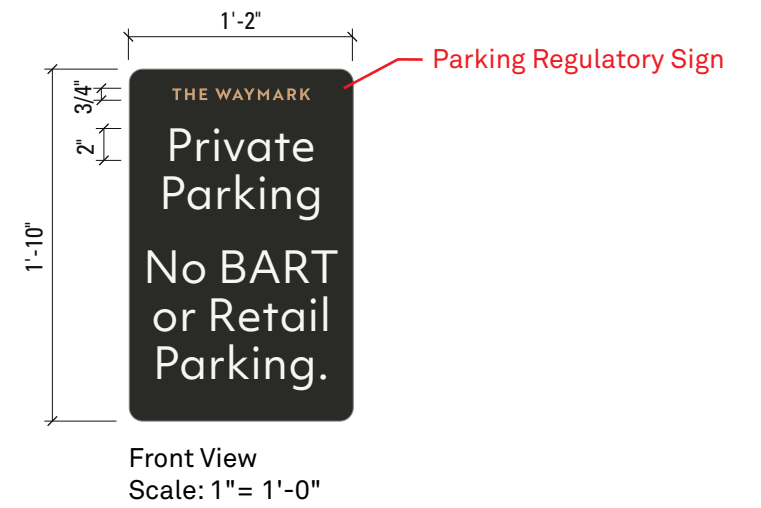 1'-2"
Parking Regulatory Sign
3/4"
THE WAYMARK
2"
Private
Parking
1'-10"
No BART
or Retail
Parking.
Front View
Scale: 1"= 1'-0"